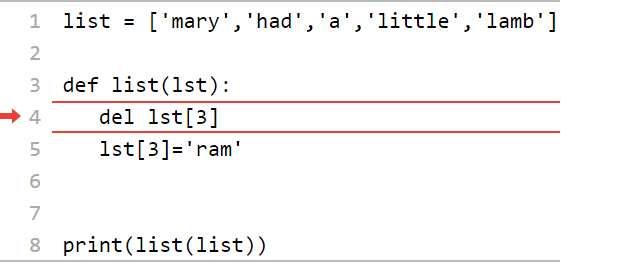 1 list = ['mary','had','a','little','lamb']
2
3 def list(lst):
4    del lst[3]
5    lst[3]='ram'
6
7
8 print(list(list))